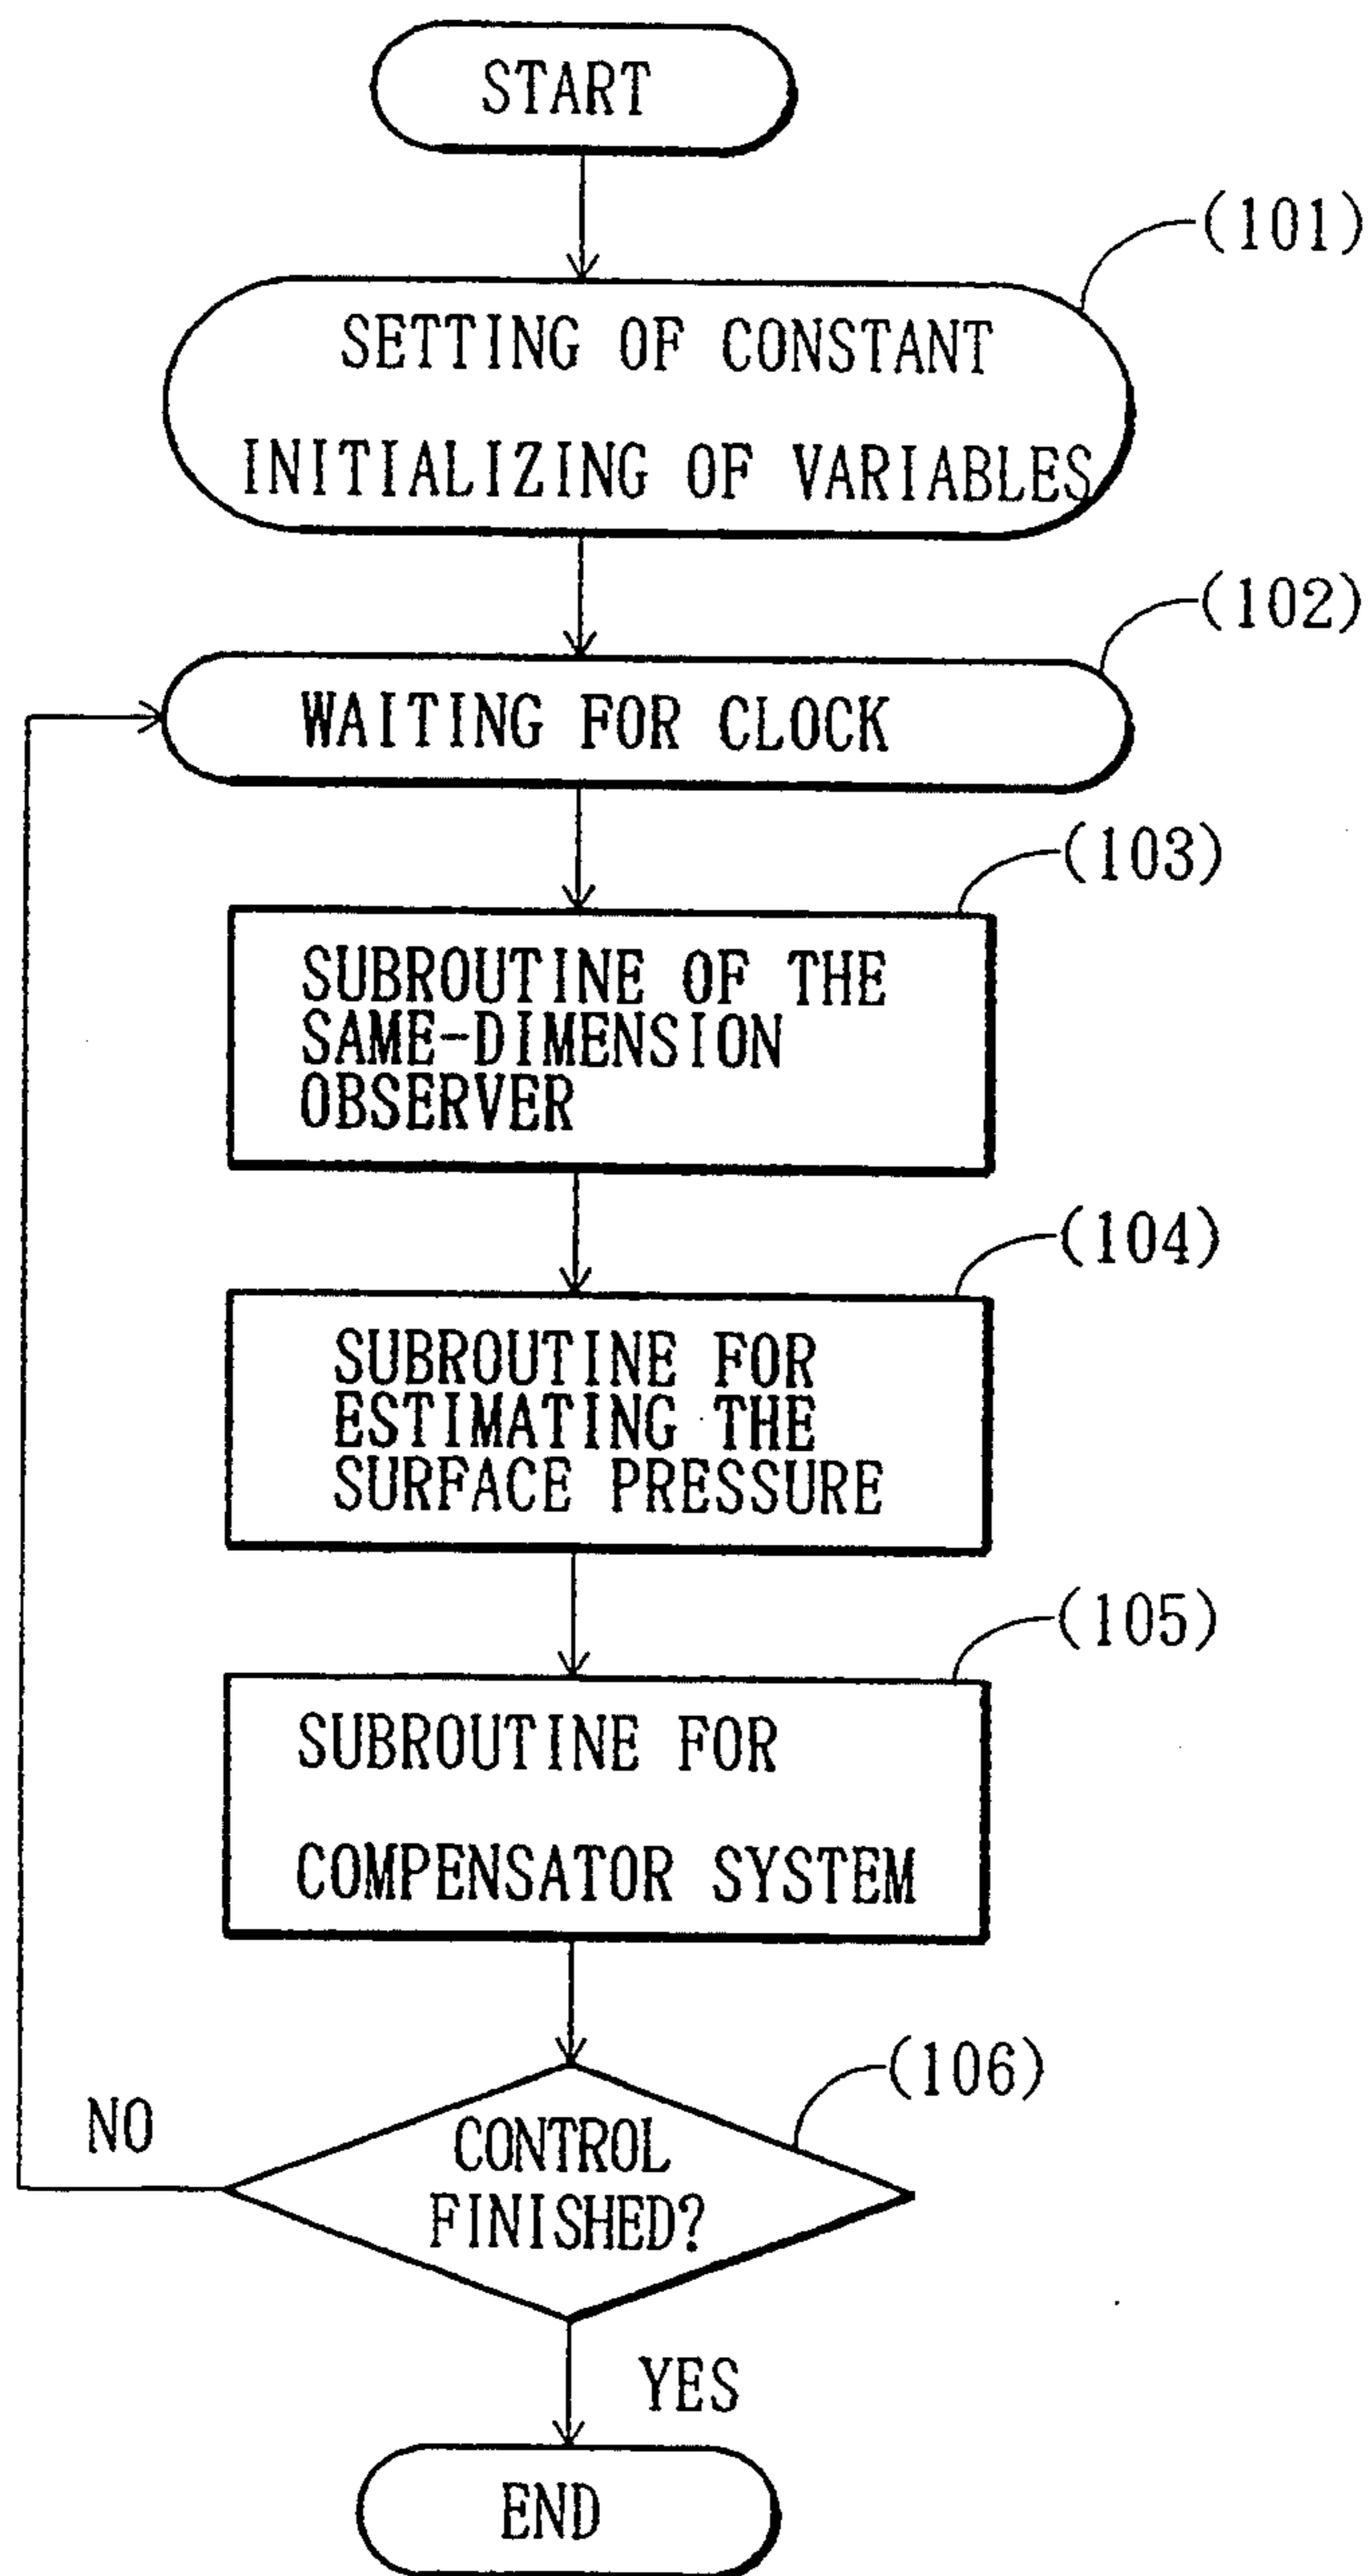 START
(101)
SETTING OF CONSTANT
INITIALIZING OF VARIABLES
(102)
WAITING FOR CLOCK
(103)
SUBROUTINE OF THE
SAME-DIMENSION
OBSERVER
(104)
SUBROUTINE FOR
ESTIMATING THE
SURFACE PRESSURE
(105)
SUBROUTINE FOR
COMPENSATOR SYSTEM
(106)
NO
CONTROL
FINISHED?
YES
END